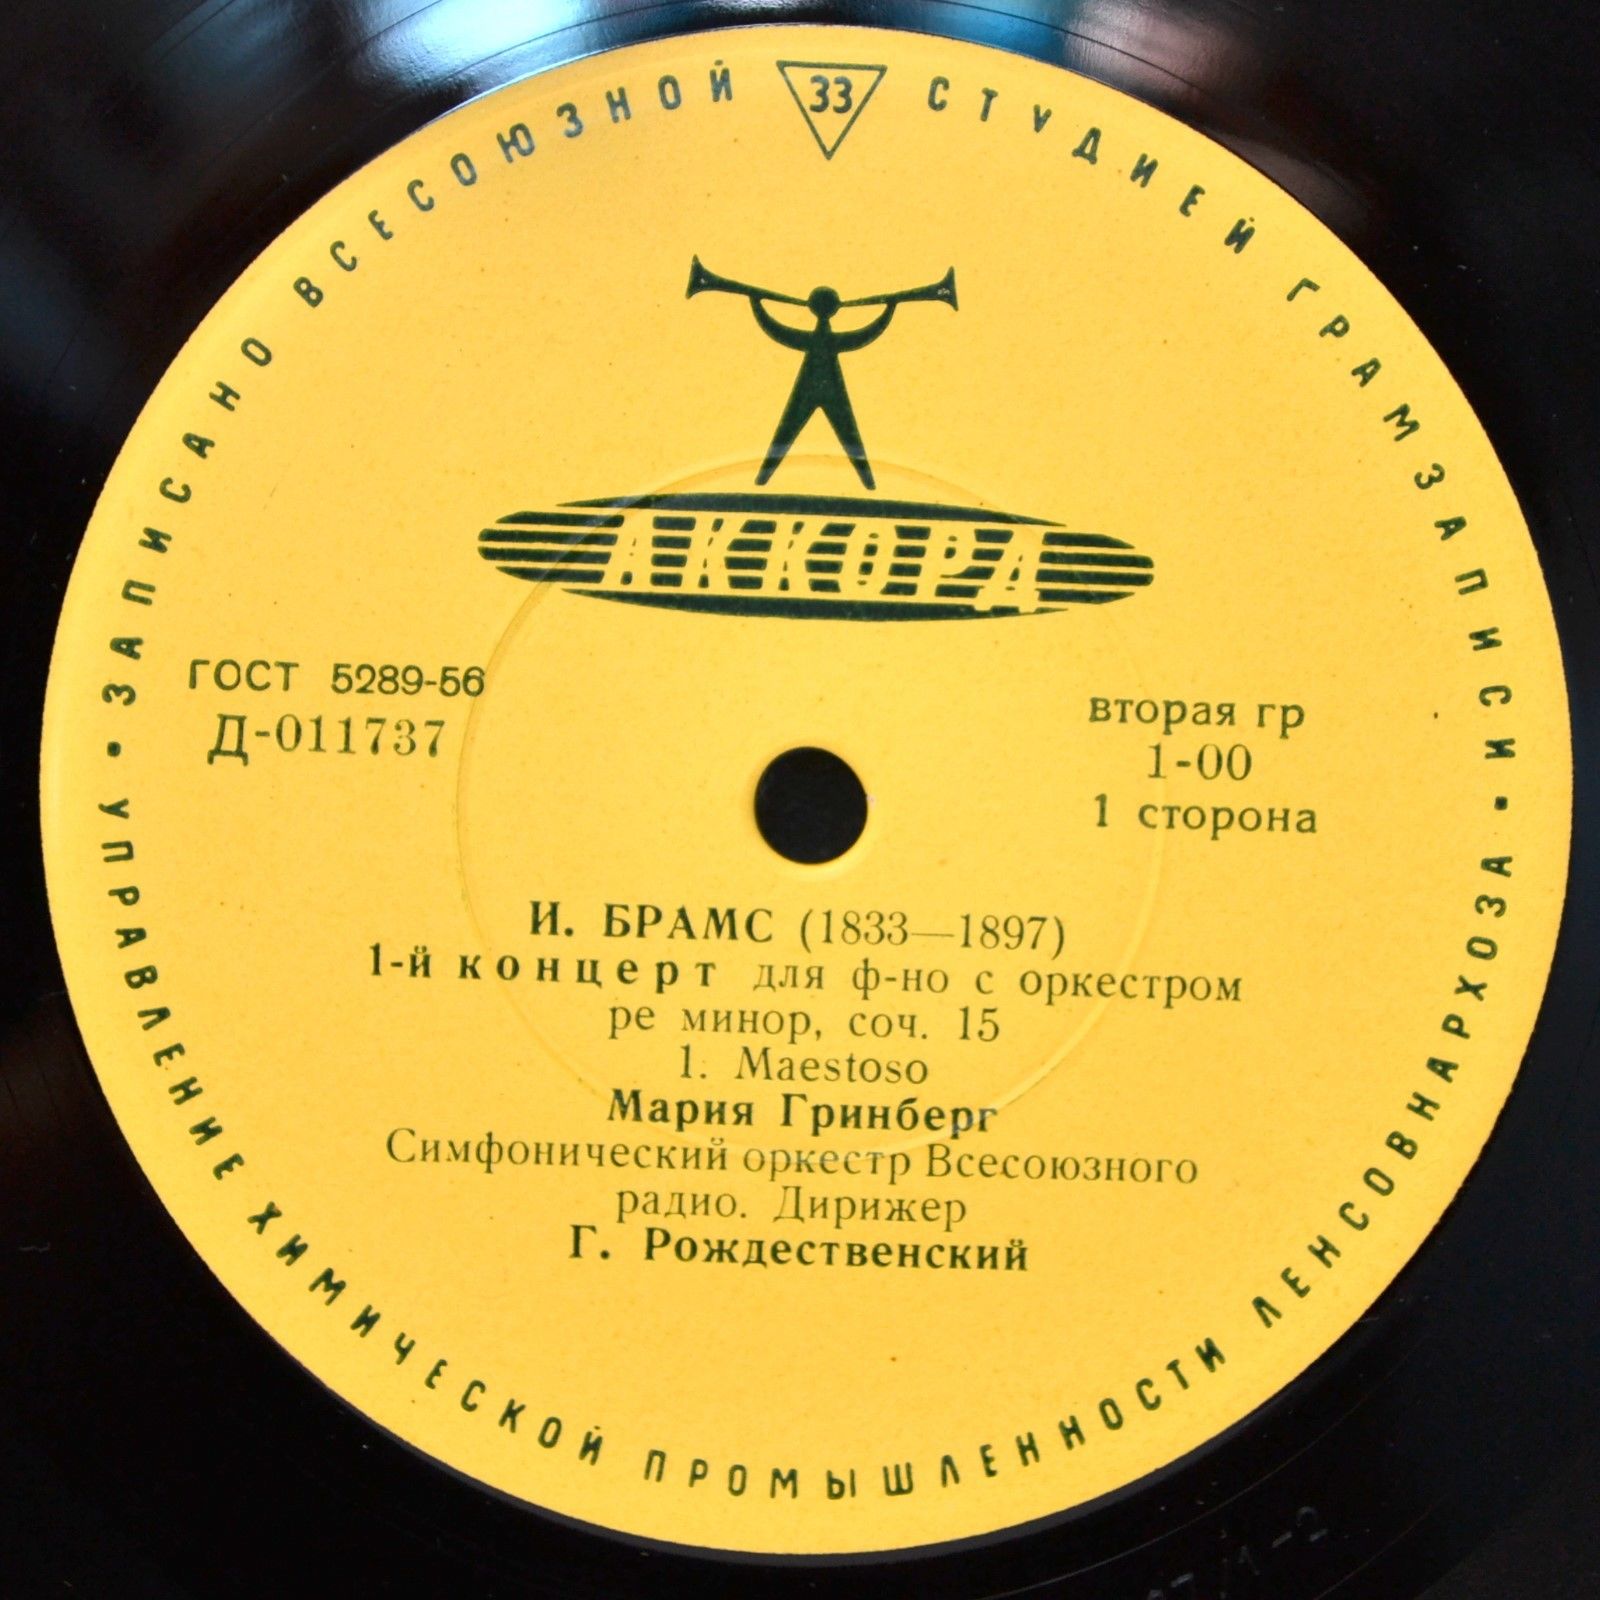 ЗАПИСАНО ВСЕСОЮЗНОЙ 33 СТУДИЕЙ ГРАМЗАПИСИ
АККОРД
ГОСТ 5289-56
Д-011737
вторая гр
1-00
1 сторона
И. БРАМС (1833—1897)
1-й концерт для ф-но с оркестром
ре минор, соч. 15
1. Maestoso
Мария Гринберг
Симфонический оркестр Всесоюзного
радио. Дирижер
Г. Рождественский
УПРАВЛЕНИЕ ХИМИЧЕСКОЙ ПРОМЫШЛЕННОСТИ ЛЕНСОВНАРХОЗА